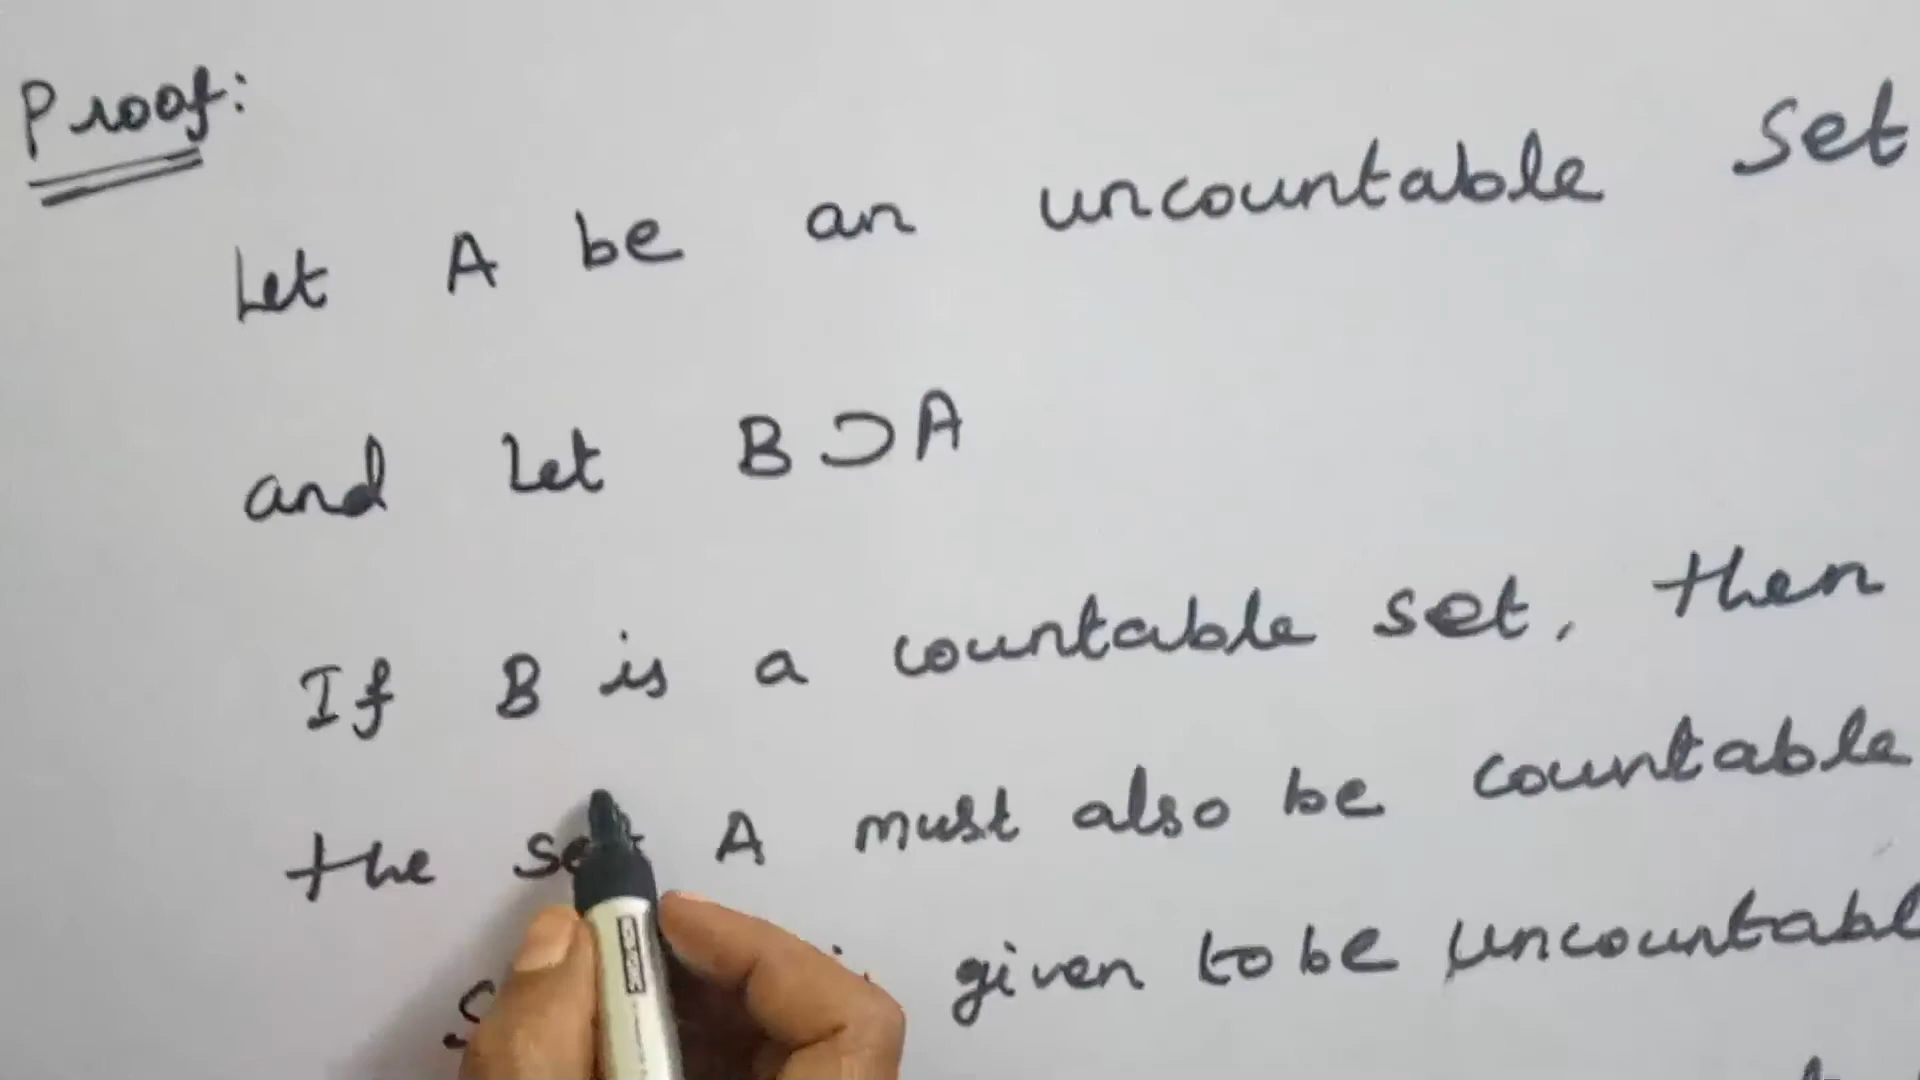 Proof:
Let A be an uncountable set
and Let B⊃A
If B is a countable set, then
the A must also be countable
given to be